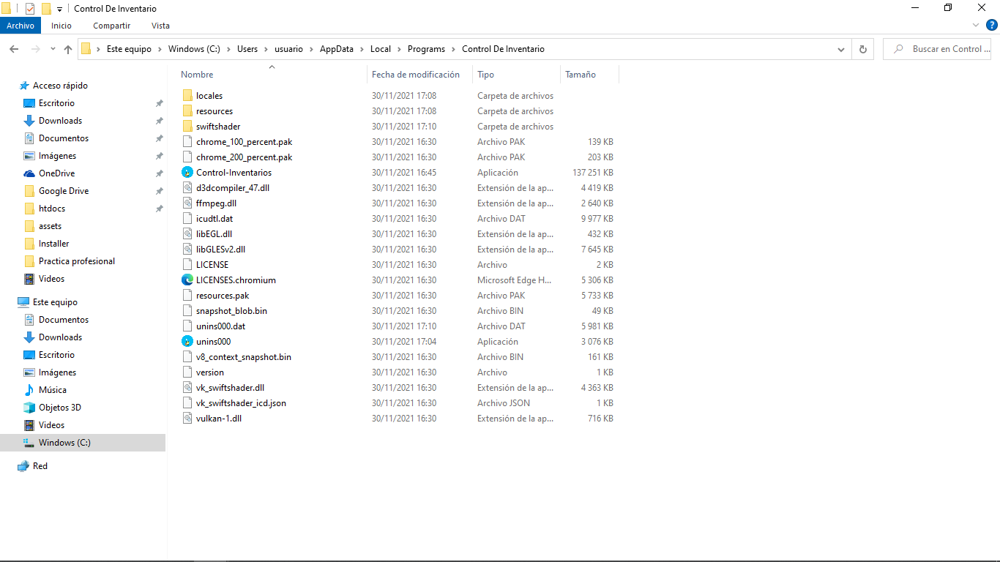 Control De Inventario
Archivo Inicio Compartir Vista
Este equipo Windows (C:) Users usuario AppData Local Programs Control De Inventario
Buscar en Control ...
Acceso rápido
Escritorio
Downloads
Documentos
Imágenes
OneDrive
Google Drive
htdocs
assets
Installer
Practica profesional
Videos
Este equipo
Documentos
Downloads
Escritorio
Imágenes
Música
Objetos 3D
Videos
Windows (C:)
Red
Nombre Fecha de modificación Tipo Tamaño
locales 30/11/2021 17:08 Carpeta de archivos
resources 30/11/2021 17:08 Carpeta de archivos
swiftshader 30/11/2021 17:10 Carpeta de archivos
chrome_100_percent.pak 30/11/2021 16:30 Archivo PAK 139 KB
chrome_200_percent.pak 30/11/2021 16:30 Archivo PAK 203 KB
Control-Inventarios 30/11/2021 16:45 Aplicación 137 251 KB
d3dcompiler_47.dll 30/11/2021 16:30 Extensión de la ap... 4 419 KB
ffmpeg.dll 30/11/2021 16:30 Extensión de la ap... 2 640 KB
icudtl.dat 30/11/2021 16:30 Archivo DAT 9 977 KB
libEGL.dll 30/11/2021 16:30 Extensión de la ap... 432 KB
libGLESv2.dll 30/11/2021 16:30 Extensión de la ap... 7 645 KB
LICENSE 30/11/2021 16:30 Archivo 2 KB
LICENSES.chromium 30/11/2021 16:30 Microsoft Edge H... 5 306 KB
resources.pak 30/11/2021 16:30 Archivo PAK 5 733 KB
snapshot_blob.bin 30/11/2021 16:30 Archivo BIN 49 KB
unins000.dat 30/11/2021 17:10 Archivo DAT 5 981 KB
unins000 30/11/2021 17:04 Aplicación 3 076 KB
v8_context_snapshot.bin 30/11/2021 16:30 Archivo BIN 161 KB
version 30/11/2021 16:30 Archivo 1 KB
vk_swiftshader.dll 30/11/2021 16:30 Extensión de la ap... 4 363 KB
vk_swiftshader_icd.json 30/11/2021 16:30 Archivo JSON 1 KB
vulkan-1.dll 30/11/2021 16:30 Extensión de la ap... 716 KB